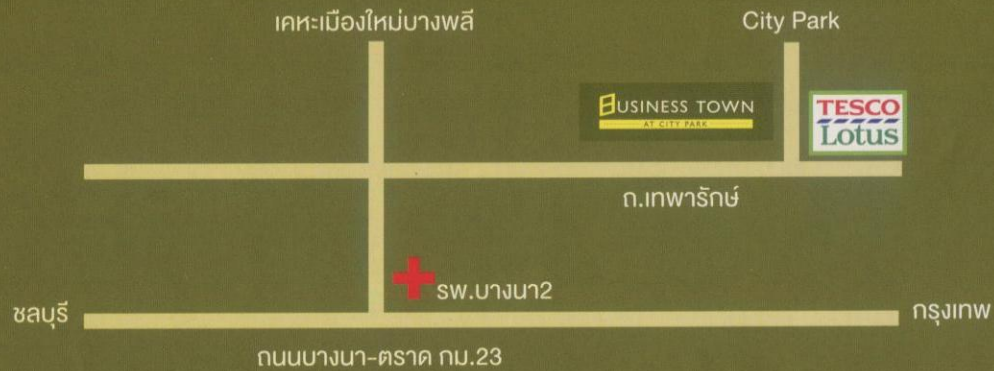 เคหะเมืองใหม่บางพลี
City Park
BUSINESS TOWN
AT CITY PARK
TESCO
Lotus
ถ.เทพารักษ์
รพ.บางนา2
ชลบุรี
กรุงเทพ
ถนนบางนา-ตราด กม.23